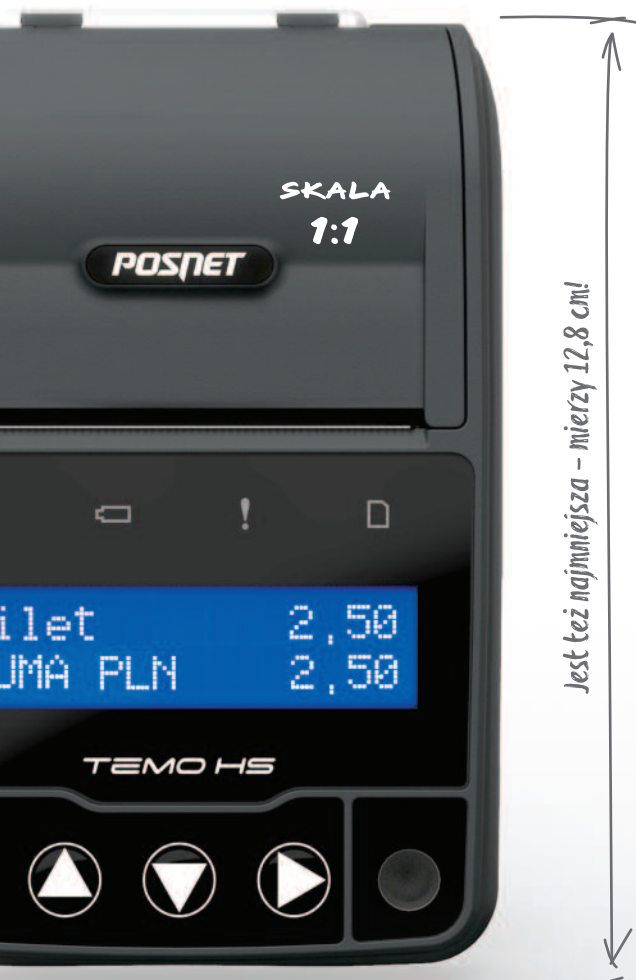 SKALA
1:1
POSNET
!
ilet 2,50
UMA PLN 2,50
TEMO HS
Jest też najmniejsza – mierzy 12,8 cm!